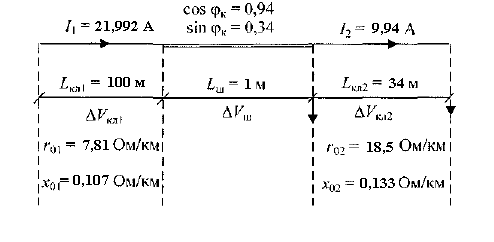 cos φк = 0,94
I1 = 21,992 А
sin φк = 0,34
I2 = 9,94 А
Lкл1 = 100 м
Lш = 1 м
Lкл2 = 34 м
ΔVкл1
ΔVш
ΔVкл2
r01 = 7,81 Ом/км
r02 = 18,5 Ом/км
x01= 0,107 Ом/км
x02 = 0,133 Ом/км